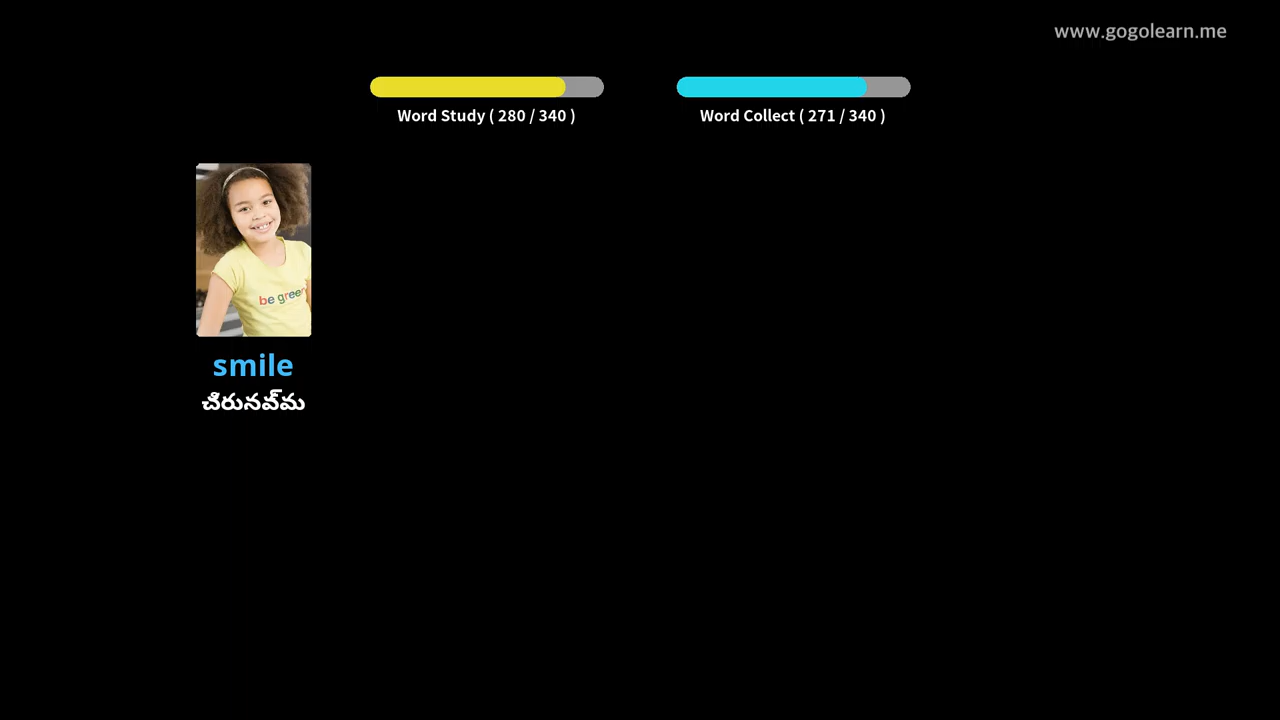 www.gogolearn.me
Word Study ( 280 / 340 )
Word Collect ( 271 / 340 )
be green
smile
చిరునవ్మ